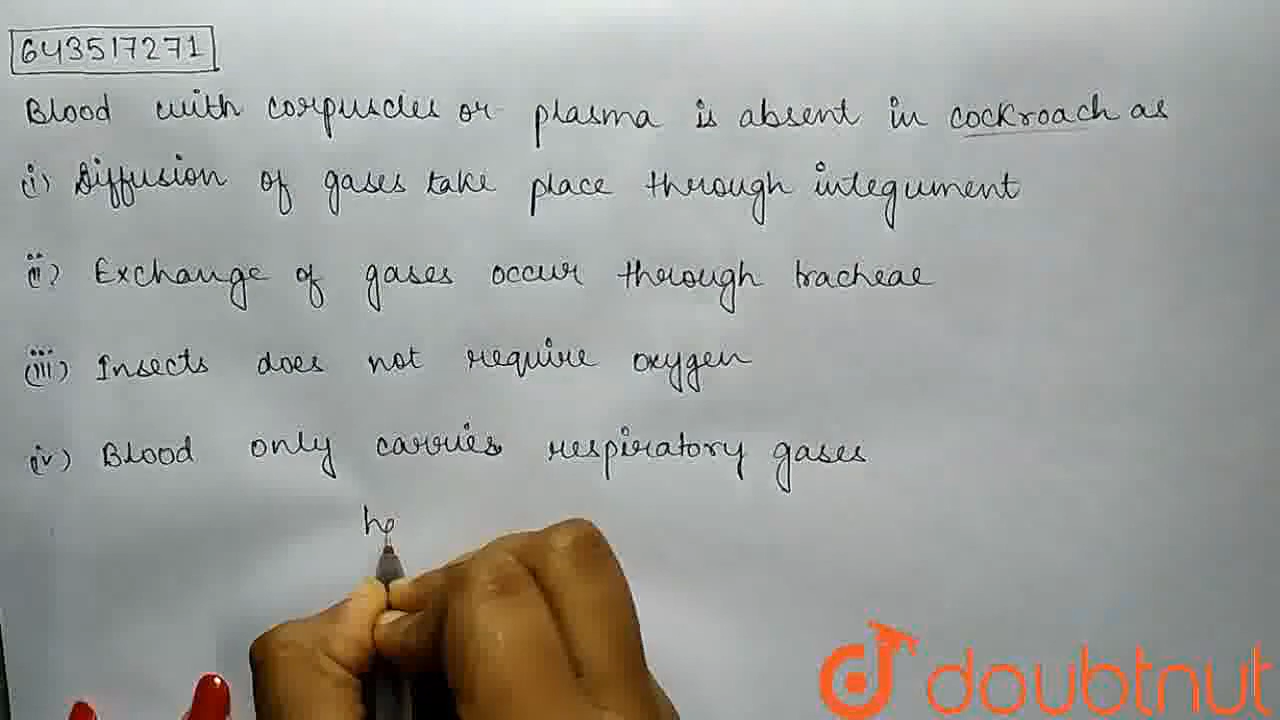 643517271
Blood with corpuscles or plasma is absent in cockroach as
(i) Diffusion of gases take place through integument
(ii) Exchange of gases occur through tracheae
(iii) Insects does not require oxygen
(iv) Blood only carries respiratory gases
he
doubtnut